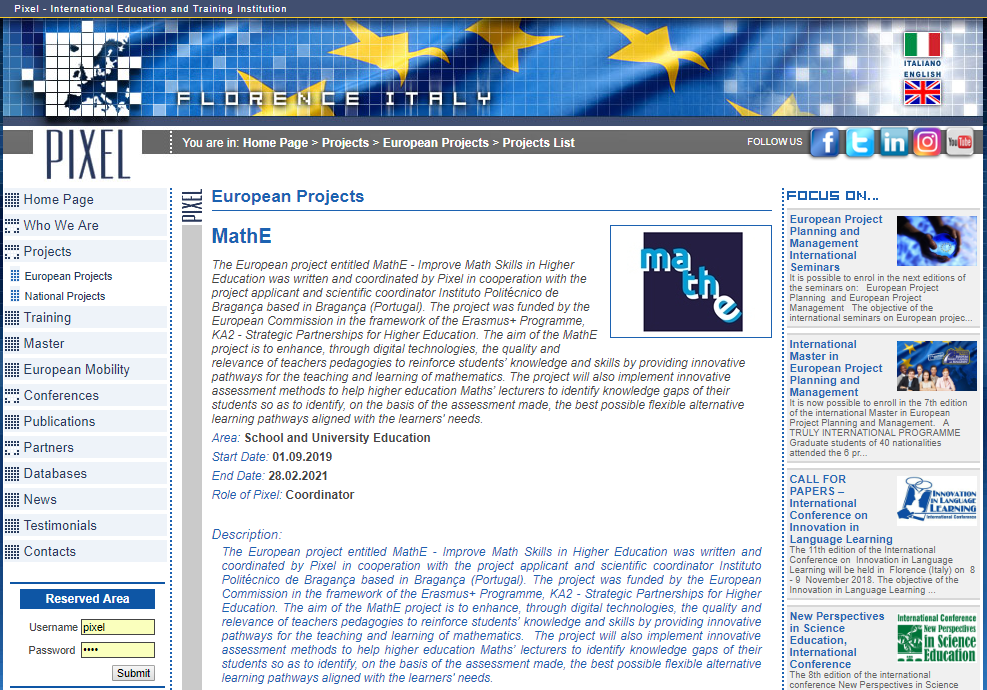 Pixel - International Education and Training Institution
FLORENCE ITALY
ITALIANO
ENGLISH
PIXEL
You are in: Home Page > Projects > European Projects > Projects List
FOLLOW US
f
t
in
You Tube
Home Page
Who We Are
Projects
European Projects
National Projects
Training
Master
European Mobility
Conferences
Publications
Partners
Databases
News
Testimonials
Contacts
Reserved Area
Username pixel
Password ••••
Submit
PIXEL
European Projects
MathE
mathe
The European project entitled MathE - Improve Math Skills in Higher
Education was written and coordinated by Pixel in cooperation with the
project applicant and scientific coordinator Instituto Politécnico de
Bragança based in Bragança (Portugal). The project was funded by the
European Commission in the framework of the Erasmus+ Programme,
KA2 - Strategic Partnerships for Higher Education. The aim of the MathE
project is to enhance, through digital technologies, the quality and
relevance of teachers pedagogies to reinforce students' knowledge and skills by providing innovative
pathways for the teaching and learning of mathematics. The project will also implement innovative
assessment methods to help higher education Maths' lecturers to identify knowledge gaps of their
students so as to identify, on the basis of the assessment made, the best possible flexible alternative
learning pathways aligned with the learners' needs.
Area: School and University Education
Start Date: 01.09.2019
End Date: 28.02.2021
Role of Pixel: Coordinator
Description:
The European project entitled MathE - Improve Math Skills in Higher Education was written and
coordinated by Pixel in cooperation with the project applicant and scientific coordinator Instituto
Politécnico de Bragança based in Bragança (Portugal). The project was funded by the European
Commission in the framework of the Erasmus+ Programme, KA2 - Strategic Partnerships for Higher
Education. The aim of the MathE project is to enhance, through digital technologies, the quality and
relevance of teachers pedagogies to reinforce students' knowledge and skills by providing innovative
pathways for the teaching and learning of mathematics. The project will also implement innovative
assessment methods to help higher education Maths' lecturers to identify knowledge gaps of their
students so as to identify, on the basis of the assessment made, the best possible flexible alternative
learning pathways aligned with the learners' needs.
FOCUS ON...
European Project
Planning and
Management
International
Seminars
It is possible to enrol in the next editions of
the seminars on: European Project
Planning and European Project
Management The objective of the
international seminars on European projec...
International
Master in
European Project
Planning and
Management
It is now possible to enroll in the 7th edition
of the international Master in European
Project Planning and Management. A
TRULY INTERNATIONAL PROGRAMME
Graduate students of 40 nationalities
attended the 6 pr...
CALL FOR
PAPERS –
International
Conference on
Innovation in
Language Learning
INNOVATION
IN LANGUAGE
LEARNING
International Conference
The 11th edition of the International
Conference on Innovation in Language
Learning will be held in Florence (Italy) on 8
- 9 November 2018. The objective of the
Innovation in Language Learning ...
New Perspectives
in Science
Education,
International
Conference
International Conference
New Perspectives
in Science
Education
The 8th edition of the international
conference New Perspectives in Science